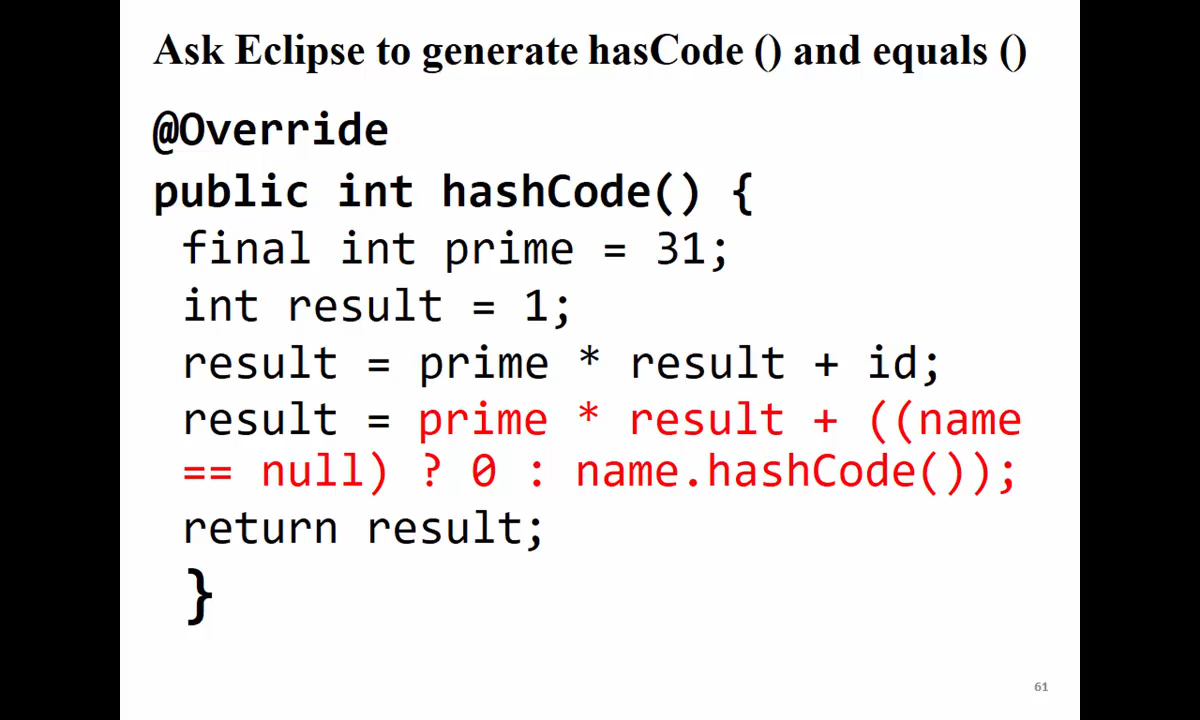 Ask Eclipse to generate hasCode () and equals ()
@Override
public int hashCode() {
final int prime = 31;
int result = 1;
result = prime * result + id;
result = prime * result + ((name
== null) ? 0 : name.hashCode());
return result;
}
61